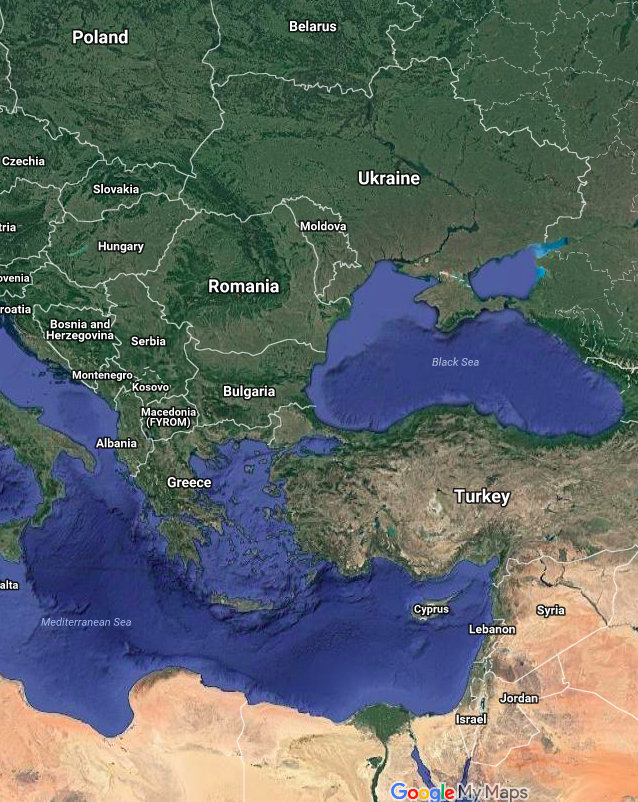 Poland
Belarus
Czechia
Slakia
Ukraine
tria
Moldova
Hungary
ovenia
Romania
roatia
Bosnia and
Herzegovina
Serbia
Black Sea
Montenegro
Kosovo
Bulgaria
Macedonia
(FYROM)
Albania
Greece
Turkey
alta
Cyprus
Syria
Mediterranean Sea
Lebanon
Jordan
Israel
Google My Maps